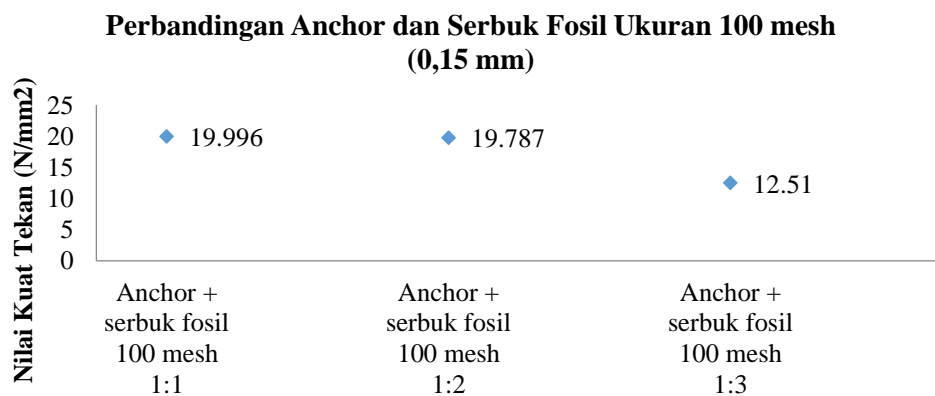 Perbandingan Anchor dan Serbuk Fosil Ukuran 100 mesh
(0,15 mm)
Nilai Kuat Tekan (N/mm2)
25
20
15
10
5
0
19.996
19.787
12.51
Anchor +
serbuk fosil
100 mesh
1:1
Anchor +
serbuk fosil
100 mesh
1:2
Anchor +
serbuk fosil
100 mesh
1:3